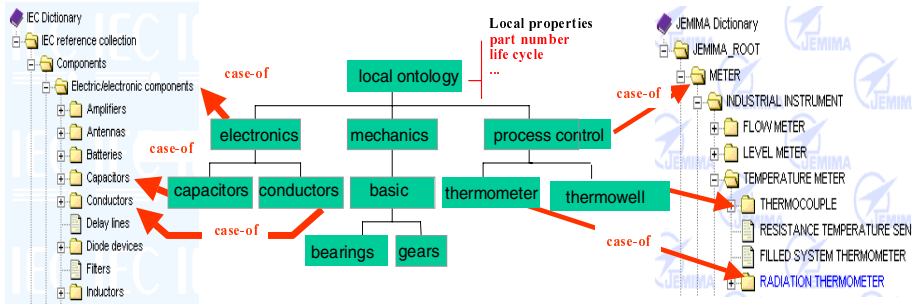 IEC Dictionary
IEC reference collection
Components
Electric/electronic components
Amplifiers
Antennas
Batteries
Capacitors
Conductors
Delay lines
Diode devices
Filters
Inductors
case-of
case-of
case-of
Local properties
part number
life cycle
...
local ontology
electronics
mechanics
process control
capacitors
conductors
basic
thermometer
thermowell
bearings
gears
case-of
case-of
JEMIMA Dictionary
JEMIMA_ROOT
METER
INDUSTRIAL INSTRUMENT
FLOW METER
LEVEL METER
TEMPERATURE METER
THERMOCOUPLE
RESISTANCE TEMPERATURE SEN
FILLED SYSTEM THERMOMETER
RADIATION THERMOMETER